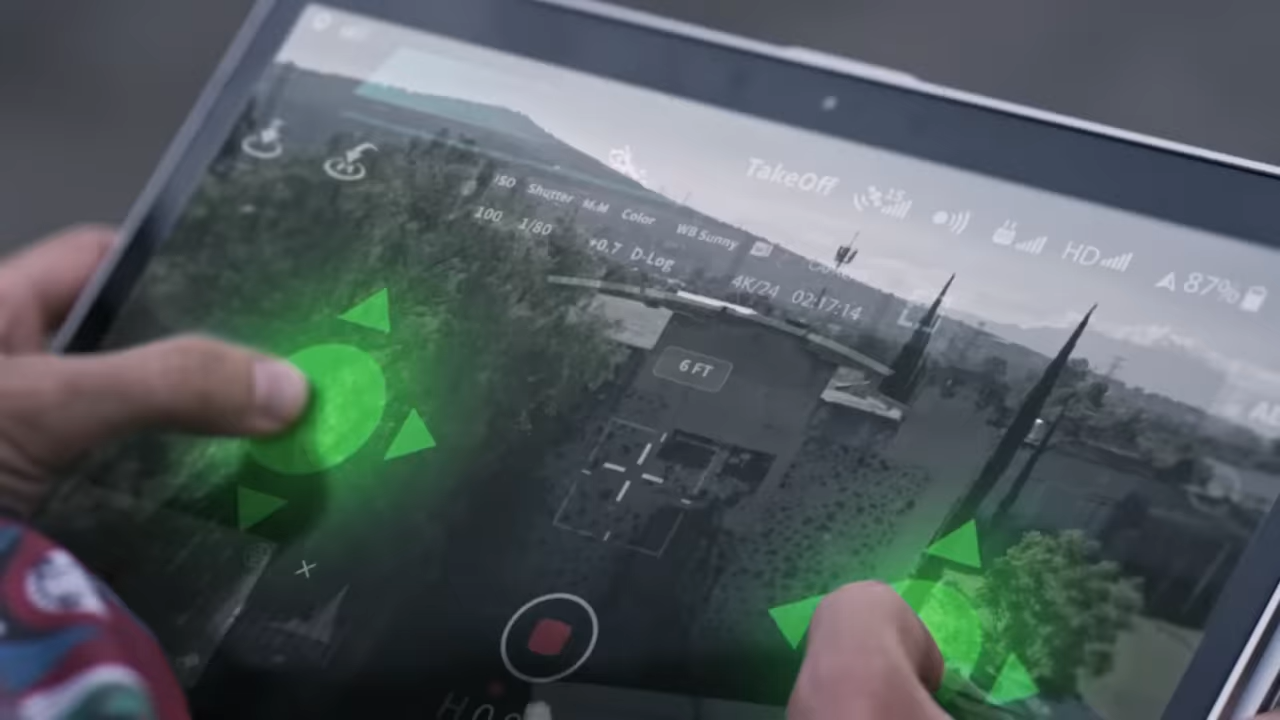 TakeOff
15
HD
87%
ISO Shutter M.M Color WB Sunny
100 1/80 +0.7 D-Log 4K/24 02:17:14
6 FT